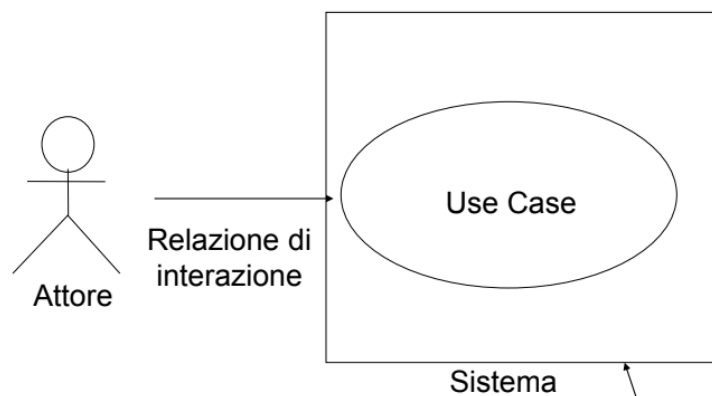 Use Case
Relazione di
interazione
Attore
Sistema